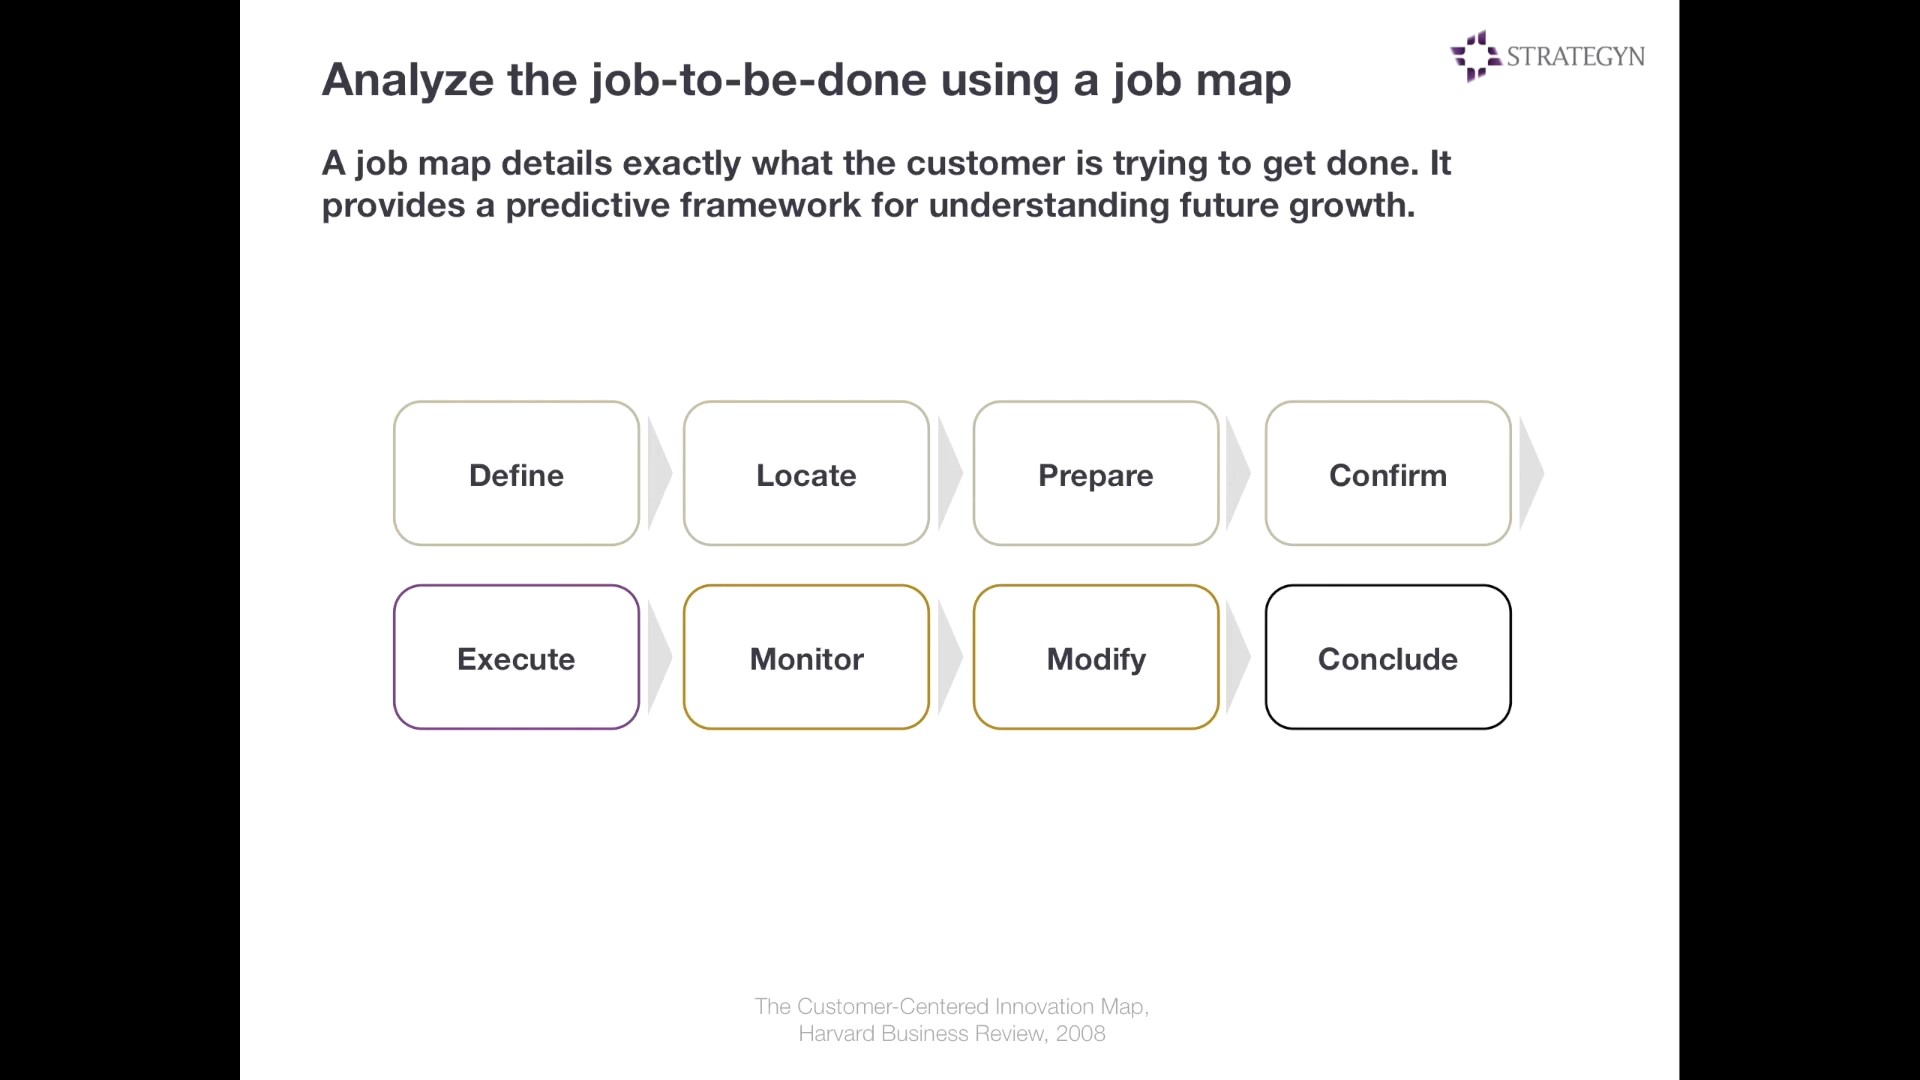 STRATEGYN
Analyze the job-to-be-done using a job map
A job map details exactly what the customer is trying to get done. It
provides a predictive framework for understanding future growth.
Define
Locate
Prepare
Confirm
Execute
Monitor
Modify
Conclude
The Customer-Centered Innovation Map,
Harvard Business Review, 2008